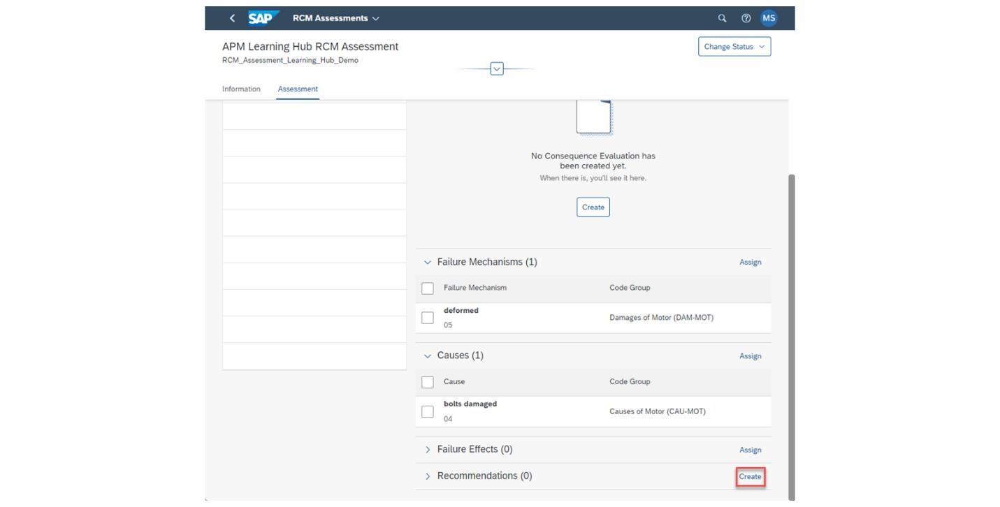 SAP RCM Assessments MS
APM Learning Hub RCM Assessment Change Status
RCM_Assessment_Learning_Hub_Demo
Information Assessment
No Consequence Evaluation has
been created yet.
When there is, you'll see it here.
Create
Failure Mechanisms (1) Assign
Failure Mechanism Code Group
deformed
05 Damages of Motor (DAM-MOT)
Causes (1) Assign
Cause Code Group
bolts damaged
04 Causes of Motor (CAU-MOT)
Failure Effects (0) Assign
Recommendations (0) Create